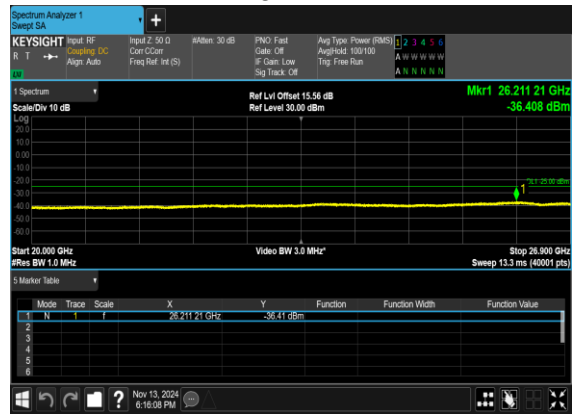 Spectrum Analyzer 1
Swept SA
KEYSIGHT Input: RF Input Z: 50 Ω #Atten: 30 dB PNO: Fast Avg Type: Power (RMS) 1 2 3 4 5 6
R T Coupling: DC Corr CCorr Gate: Off Avg|Hold: 100/100 A W W W W W
Align: Auto Freq Ref: Int (S) IF Gain: Low Trig: Free Run
Sig Track: Off A N N N N N
1 Spectrum Ref Lvl Offset 15.56 dB Mkr1 26.211 21 GHz
Scale/Div 10 dB Ref Level 30.00 dBm -36.408 dBm
Log
20.0
10.0
0.00
-10.0
-20.0
DL1 -25.00 dBm
1
-30.0
-40.0
-50.0
-60.0
Start 20.000 GHz Video BW 3.0 MHz* Stop 26.900 GHz
#Res BW 1.0 MHz Sweep 13.3 ms (40001 pts)
5 Marker Table
Mode Trace Scale X Y Function Function Width Function Value
1 N 1 f 26.211 21 GHz -36.41 dBm
2
3
4
5
6
? Nov 13, 2024
6:16:08 PM